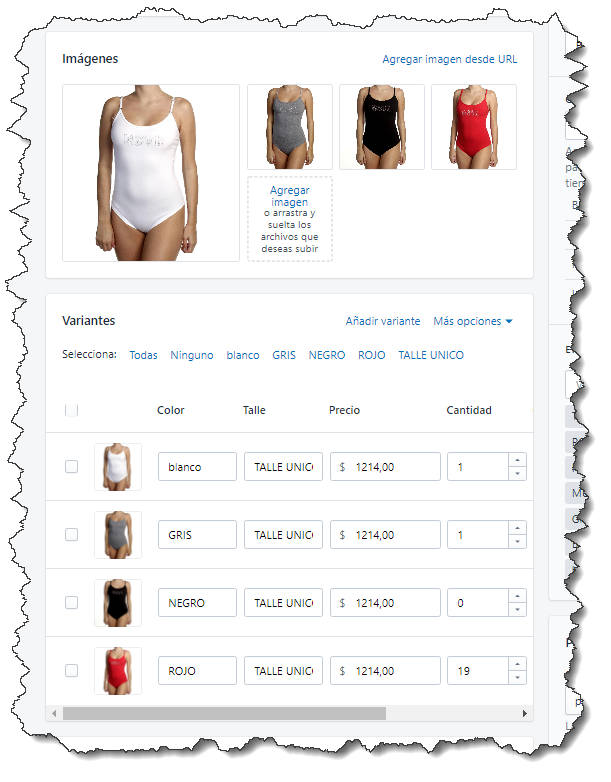 Imágenes
Agregar imagen desde URL
Agregar
imagen
o arrastra y
suelta los
archivos que
deseas subir
Variantes
Añadir variante
Más opciones
Selecciona: Todas Ninguno blanco GRIS NEGRO ROJO TALLE UNICO
Color Talle Precio Cantidad
blanco TALLE UNIC $ 1214,00 1
GRIS TALLE UNIC $ 1214,00 1
NEGRO TALLE UNIC $ 1214,00 0
ROJO TALLE UNIC $ 1214,00 19